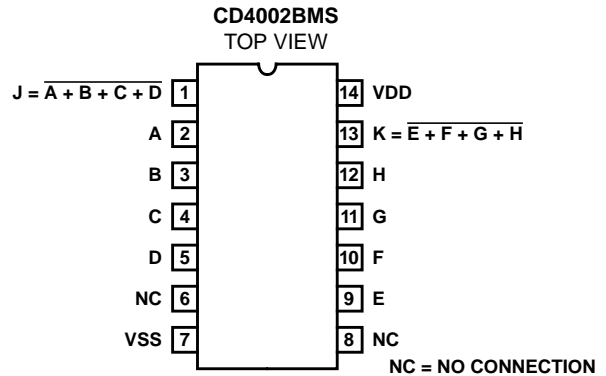 CD4002BMS
TOP VIEW
J = A + B + C + D 1 14 VDD
A 2 13 K = E + F + G + H
B 3 12 H
C 4 11 G
D 5 10 F
NC 6 9 E
VSS 7 8 NC
NC = NO CONNECTION